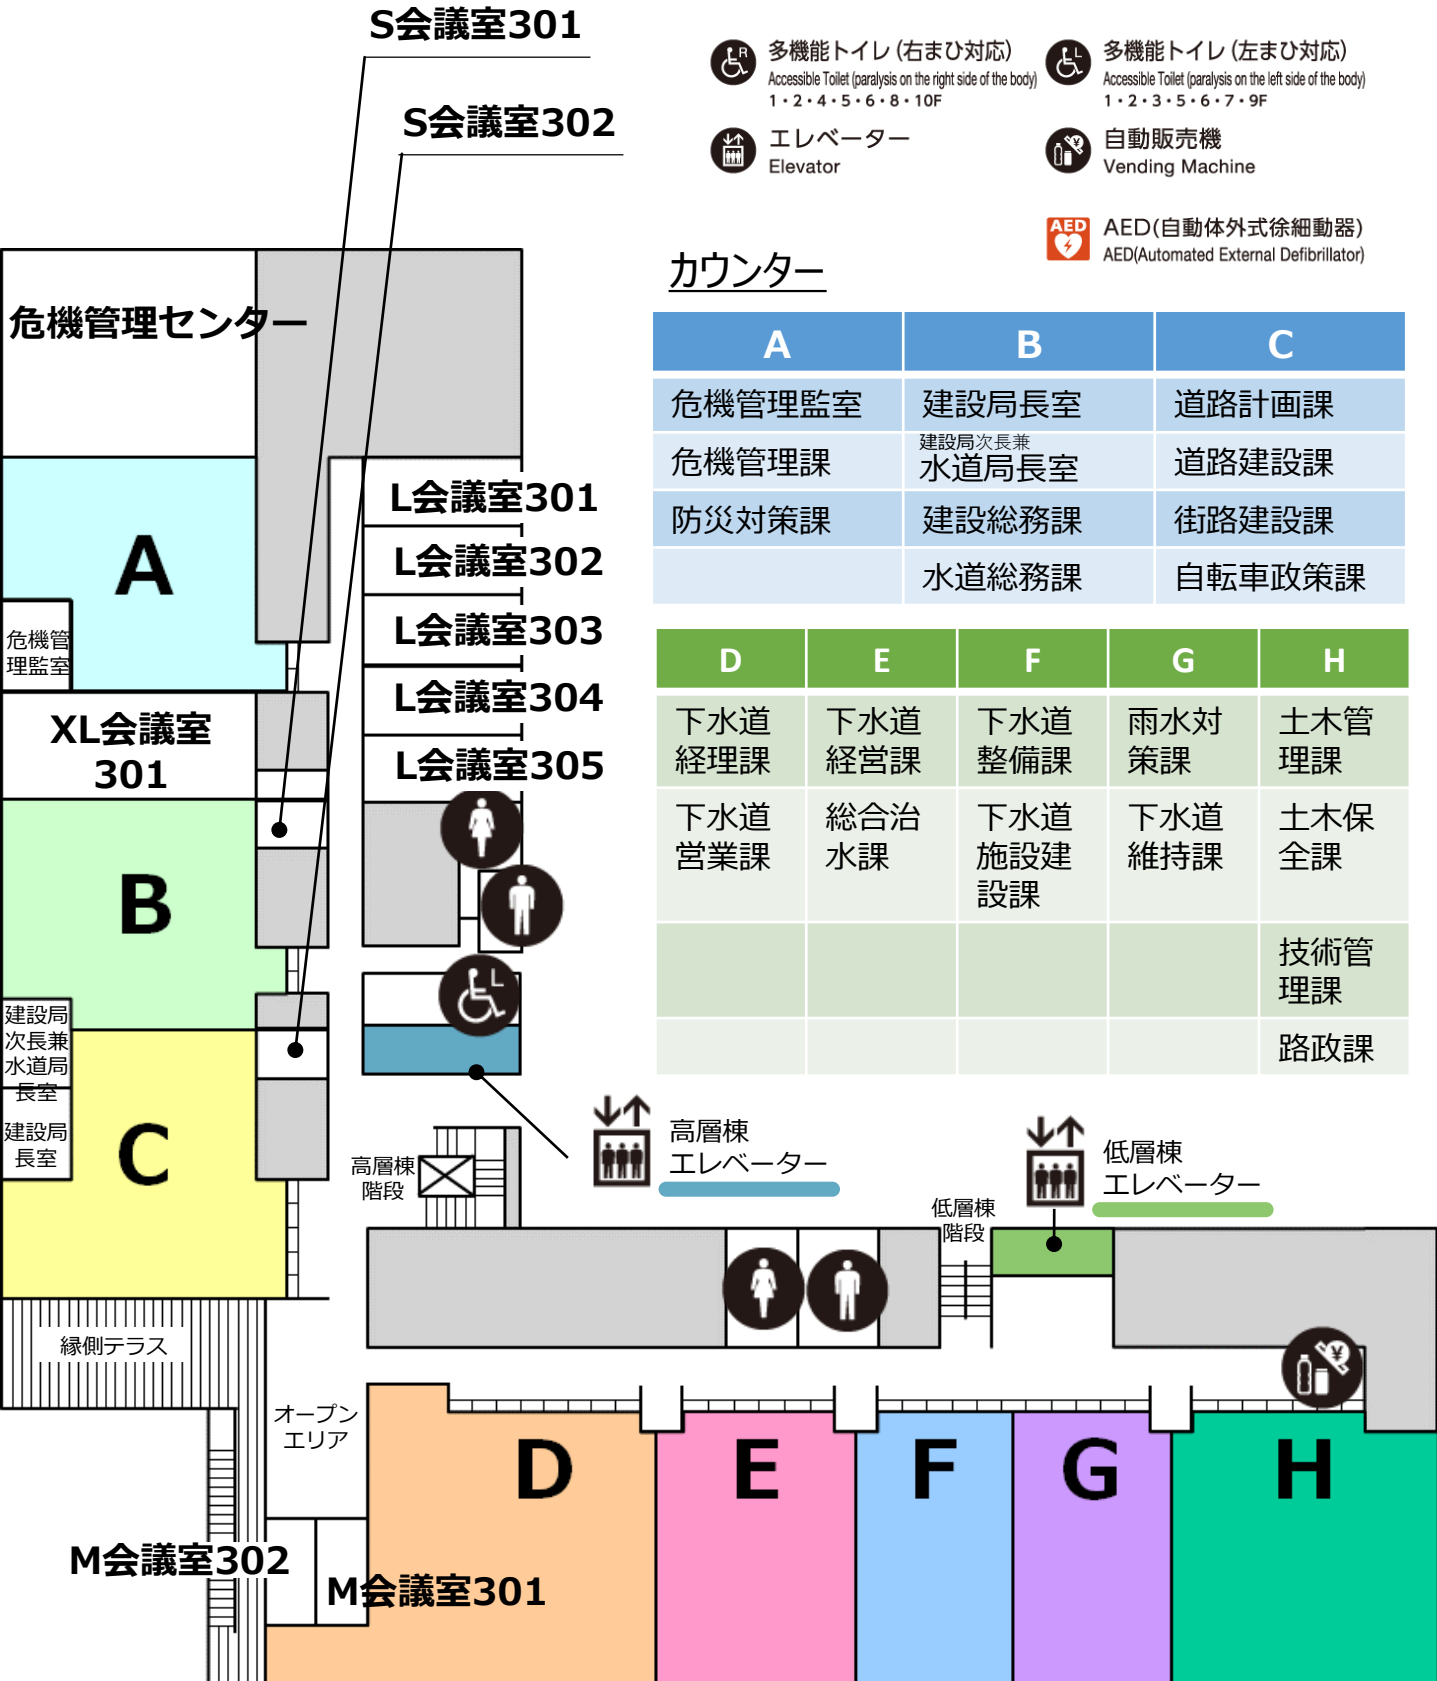 S会議室301
S会議室302
R
多機能トイレ（右まひ対応）
Accessible Toilet (paralysis on the right side of the body)
1・2・4・5・6・8・10F
L
多機能トイレ（左まひ対応）
Accessible Toilet (paralysis on the left side of the body)
1・2・3・5・6・7・9F
エレベーター
Elevator
¥
自動販売機
Vending Machine
AED
AED(自動体外式徐細動器)
AED(Automated External Defibrillator)
カウンター
A B C
危機管理監室 建設局長室 道路計画課
危機管理課 建設局次長兼水道局長室 道路建設課
防災対策課 建設総務課 街路建設課
水道総務課 自転車政策課
D E F G H
下水道経理課 下水道経営課 下水道整備課 雨水対策課 土木管理課
下水道営業課 総合治水課 下水道施設建設課 下水道維持課 土木保全課
技術管理課
路政課
危機管理センター
A
危機管
理監室
L会議室301
L会議室302
L会議室303
L会議室304
L会議室305
XL会議室
301
B
建設局
次長兼
水道局
長室
建設局
長室
C
L
高層棟
階段
高層棟
エレベーター
低層棟
階段
低層棟
エレベーター
縁側テラス
オープン
エリア
¥
D
E
F
G
H
M会議室302
M会議室301